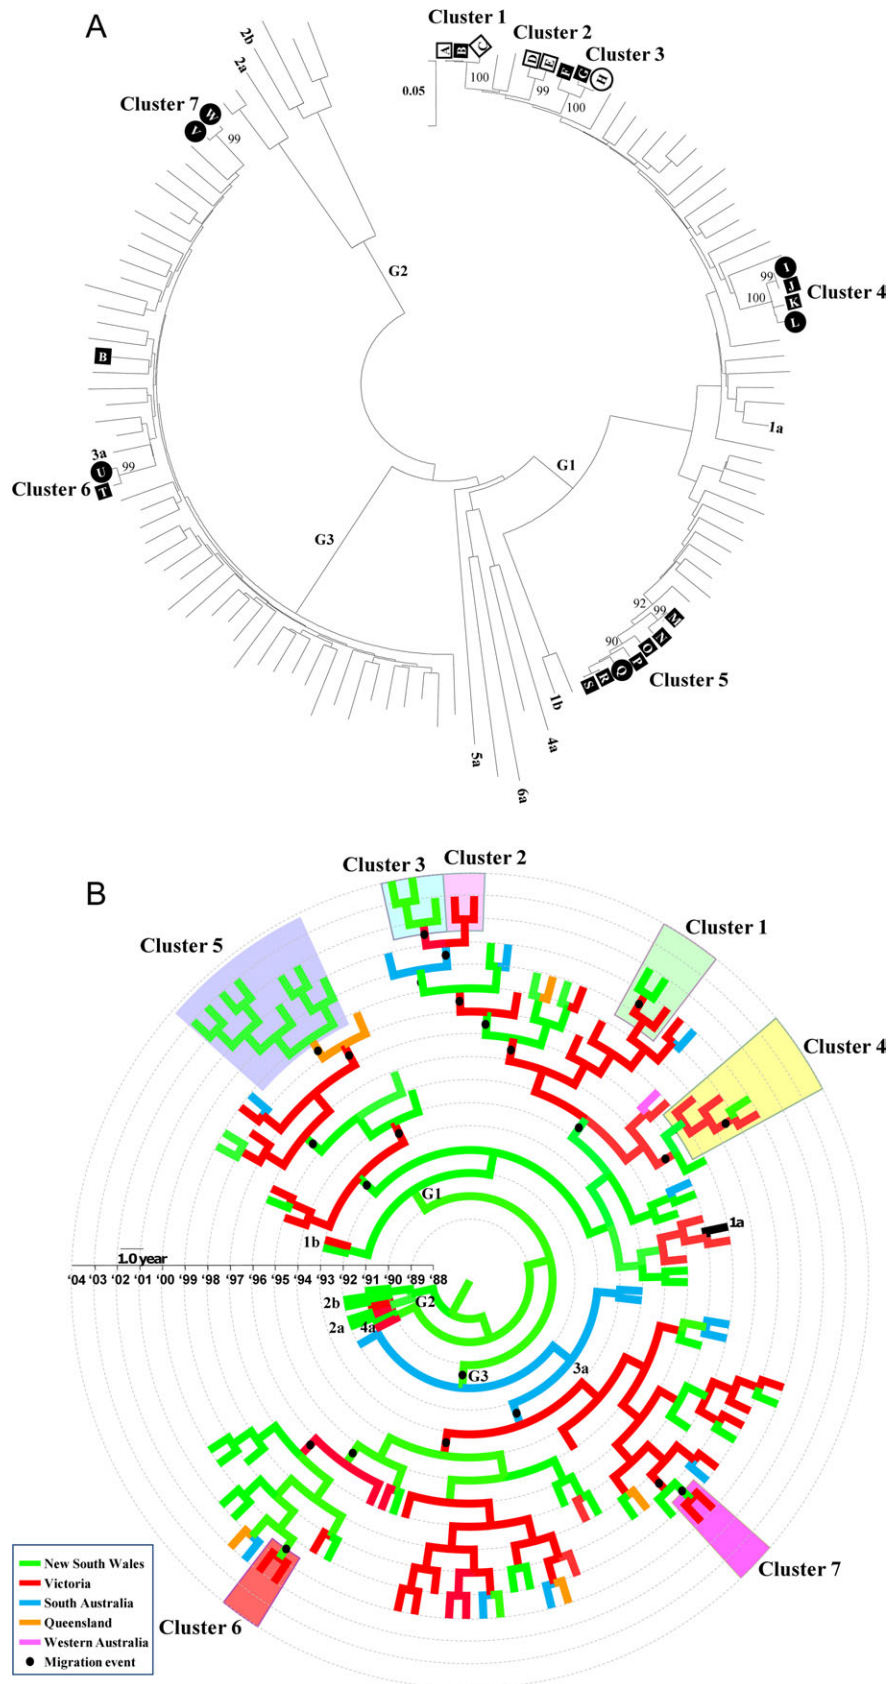 A
Cluster 1
Cluster 2
Cluster 3
A B C
D E F G H
0.05
100
99
100
2b
2a
Cluster 7
W
V
99
G2
I
99
J
Cluster 4
100
K
L
B
1a
3a
U
99
Cluster 6
T
G1
G3
92
99
M
90
N
O
P
Q
R
S
Cluster 5
1b
4a
5a
6a
B
Cluster 3
Cluster 2
Cluster 5
Cluster 1
Cluster 4
G1
1a
1b
1.0 year
'04 '03 '02 '01 '00 '99 '98 '97 '96 '95 '94 '93 '92 '91 '90 '89 '88
2b
G2
2a
4a
G3
3a
Cluster 7
Cluster 6
New South Wales
Victoria
South Australia
Queensland
Western Australia
Migration event